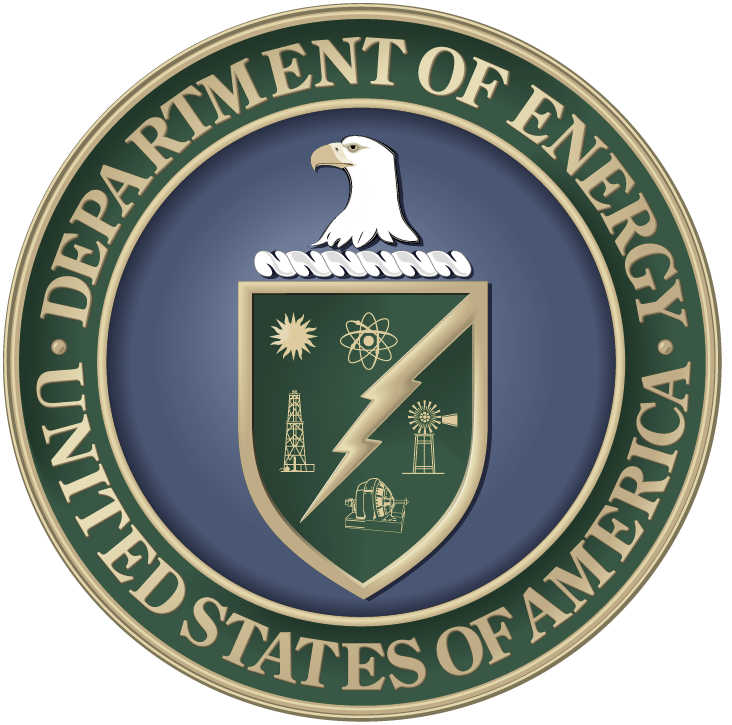 DEPARTMENT OF ENERGY
UNITED STATES OF AMERICA